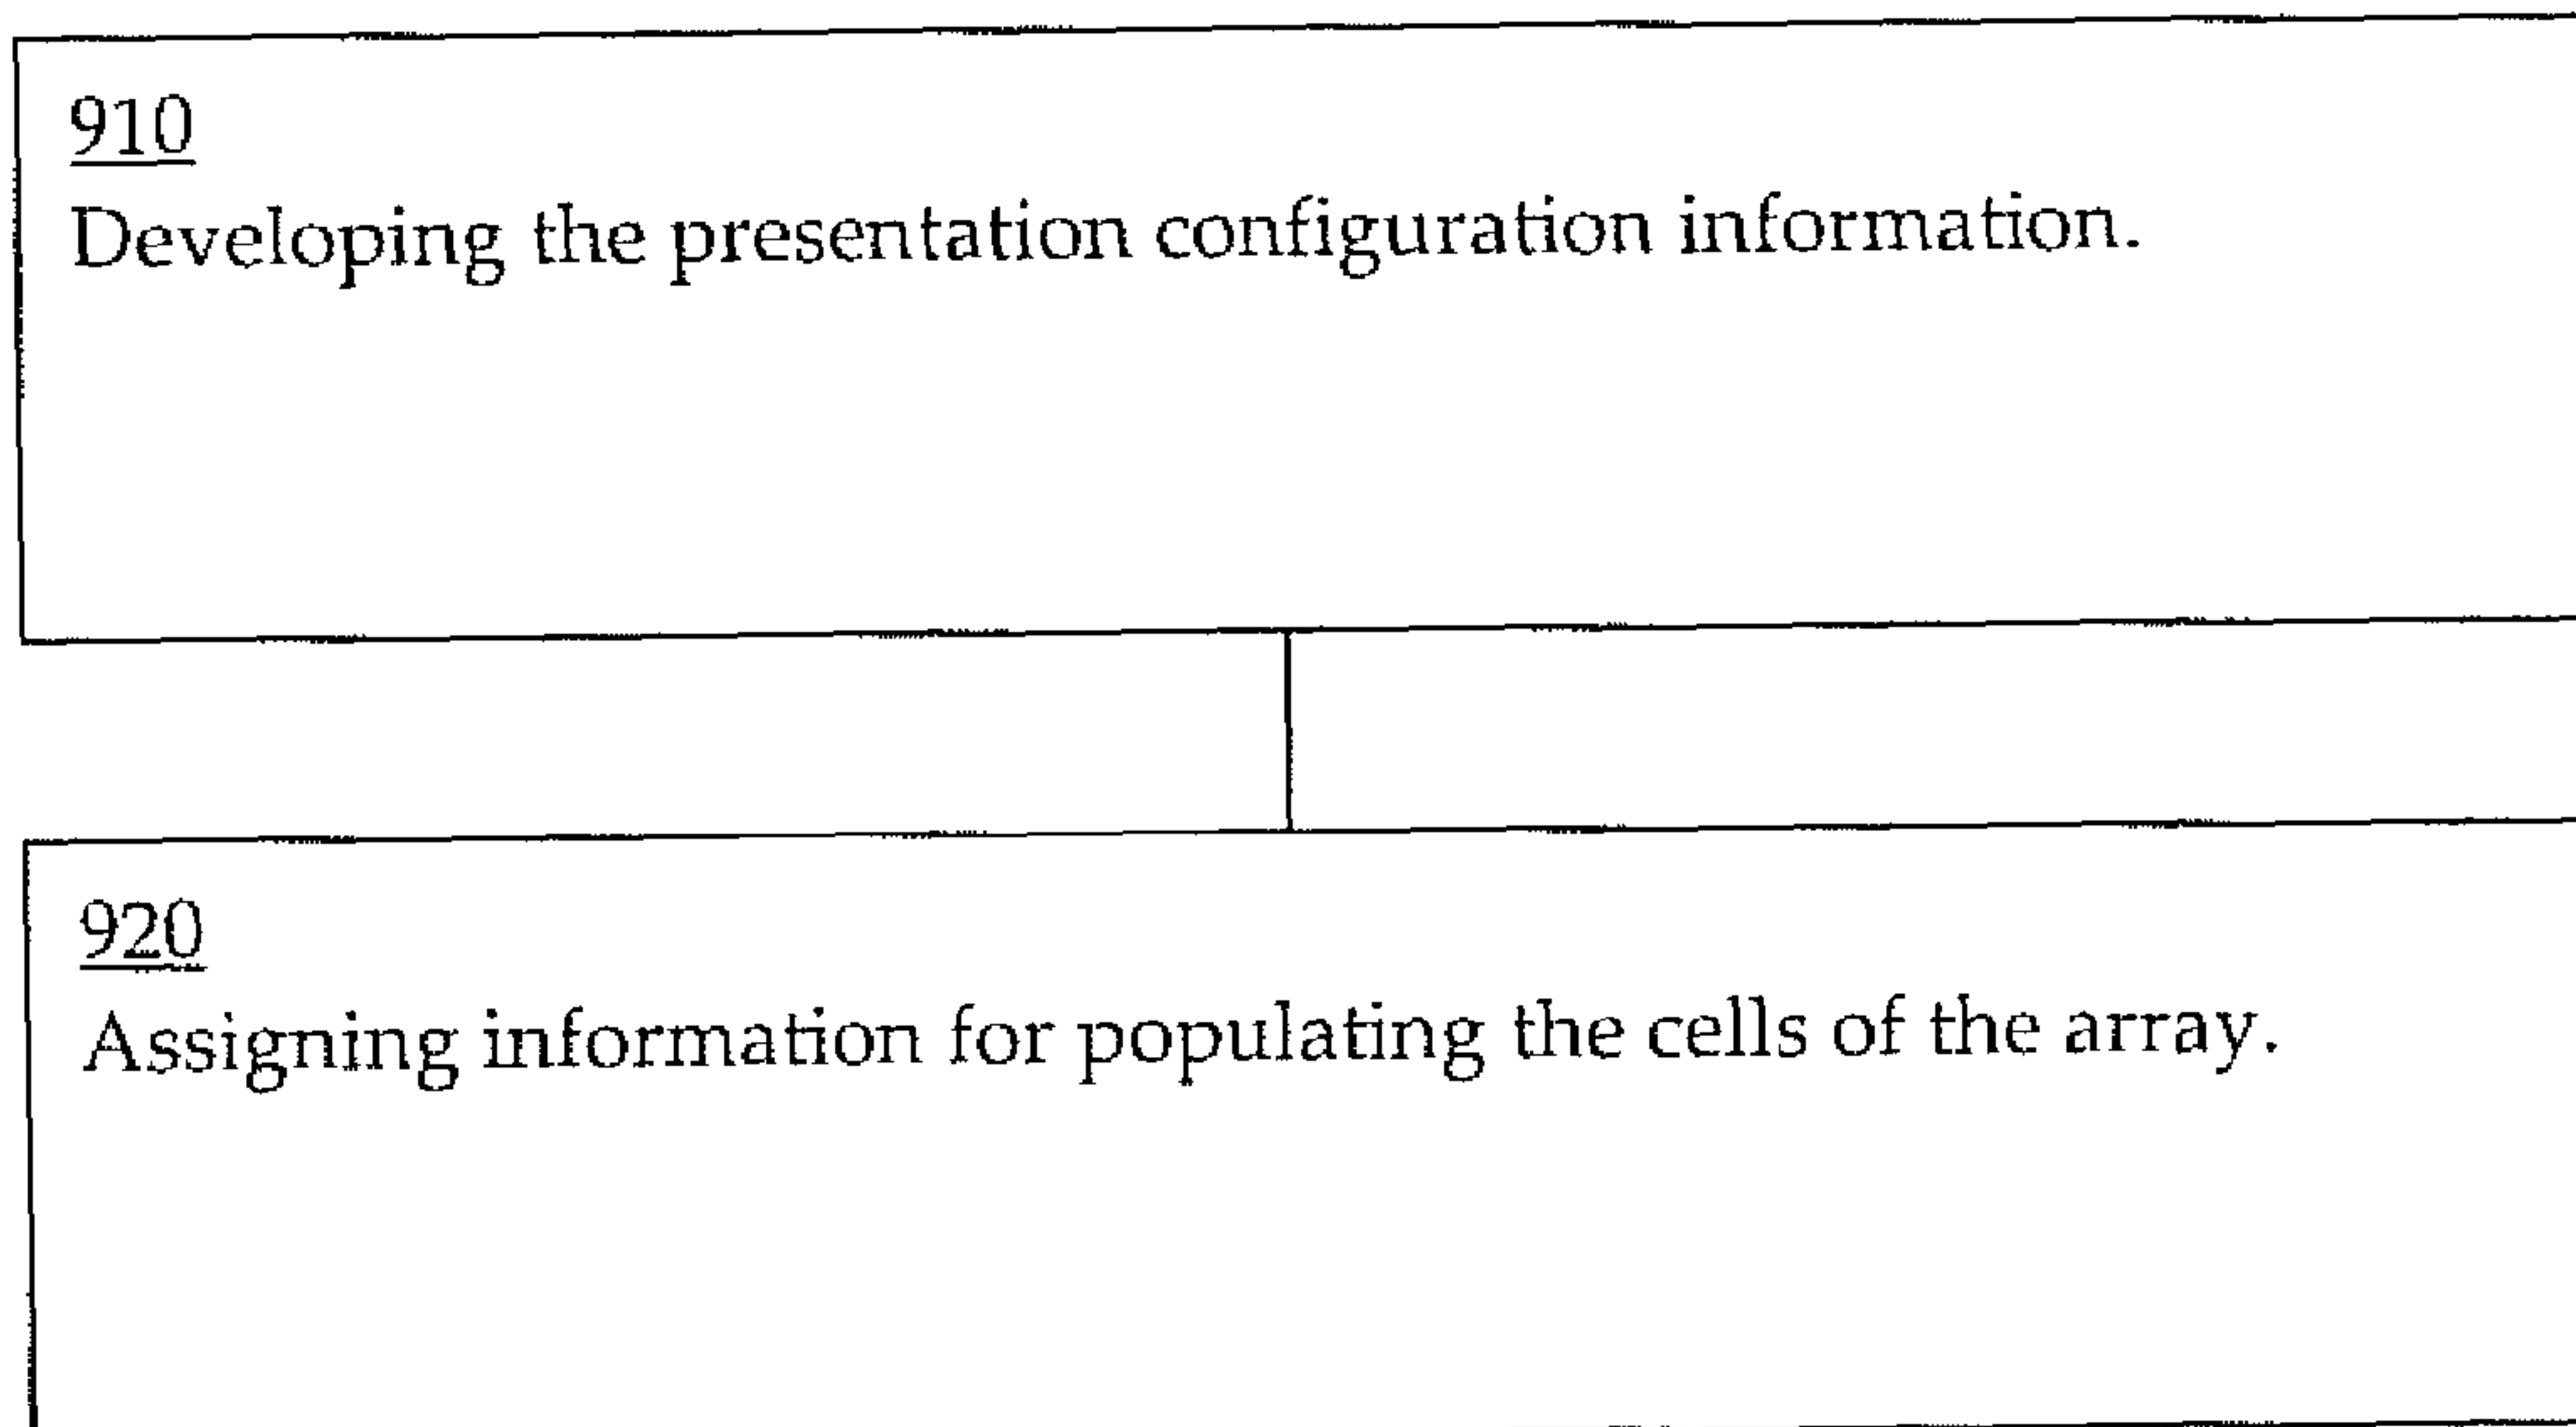 910
Developing the presentation configuration information.
920
Assigning information for populating the cells of the array.